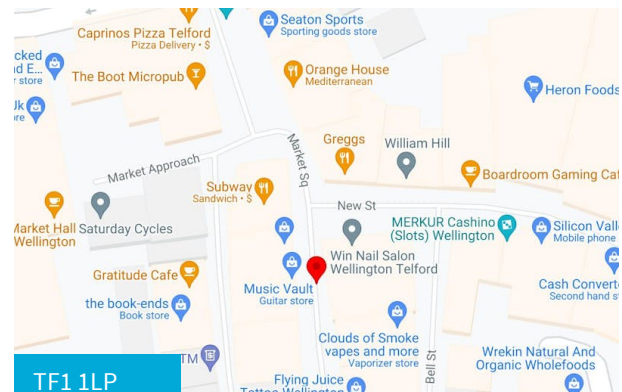 Caprinos Pizza Telford
Pizza Delivery • $
Seaton Sports
Sporting goods store
The Boot Micropub
Orange House
Mediterranean
Heron Foods
Greggs
William Hill
Market Sq
Market Approach
Subway
Sandwich • $
Boardroom Gaming Caf
New St
Market Hall
Wellington
Saturday Cycles
MERKUR Cashino
(Slots) Wellington
Silicon Vall
Mobile phone
Win Nail Salon
Wellington Telford
Gratitude Cafe
Music Vault
Guitar store
Cash Convert
Second hand s
the book-ends
Book store
Clouds of Smoke
vapes and more
Vaporizer store
Bell St
Wrekin Natural And
Organic Wholefoods
TM
Flying Juice
Tattoo Wellington
TF1 1LP